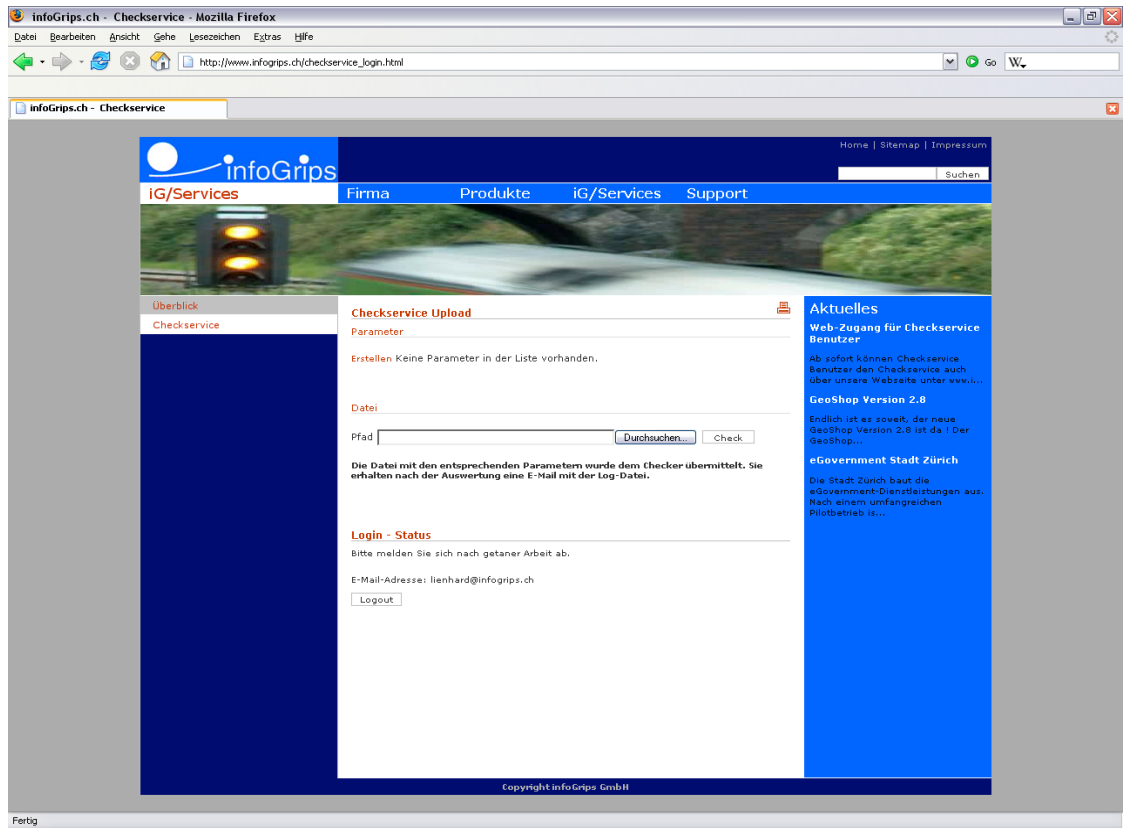 infoGrips.ch - Checkservice - Mozilla Firefox
Datei Bearbeiten Ansicht Gehe Lesezeichen Extras Hilfe
http://www.infogrips.ch/checkservice_login.html Go W.
infoGrips.ch - Checkservice
Home | Sitemap | Impressum
infoGrips
Suchen
iG/Services Firma Produkte iG/Services Support
Überblick
Checkservice
Checkservice Upload
Parameter
Erstellen Keine Parameter in der Liste vorhanden.
Datei
Pfad Durchsuchen... Check
Die Datei mit den entsprechenden Parametern wurde dem Checker übermittelt. Sie
erhalten nach der Auswertung eine E-Mail mit der Log-Datei.
Login - Status
Bitte melden Sie sich nach getaner Arbeit ab.
E-Mail-Adresse: lienhard@infogrips.ch
Logout
Aktuelles
Web-Zugang für Checkservice
Benutzer
Ab sofort können Checkservice
Benutzer den Checkservice auch
über unsere Webseite unter www.i...
GeoShop Version 2.8
Endlich ist es soweit, der neue
GeoShop Version 2.8 ist da ! Der
GeoShop...
eGovernment Stadt Zürich
Die Stadt Zürich baut die
eGovernment-Dienstleistungen aus.
Nach einem umfangreichen
Pilotbetrieb is...
Copyright infoGrips GmbH
Fertig